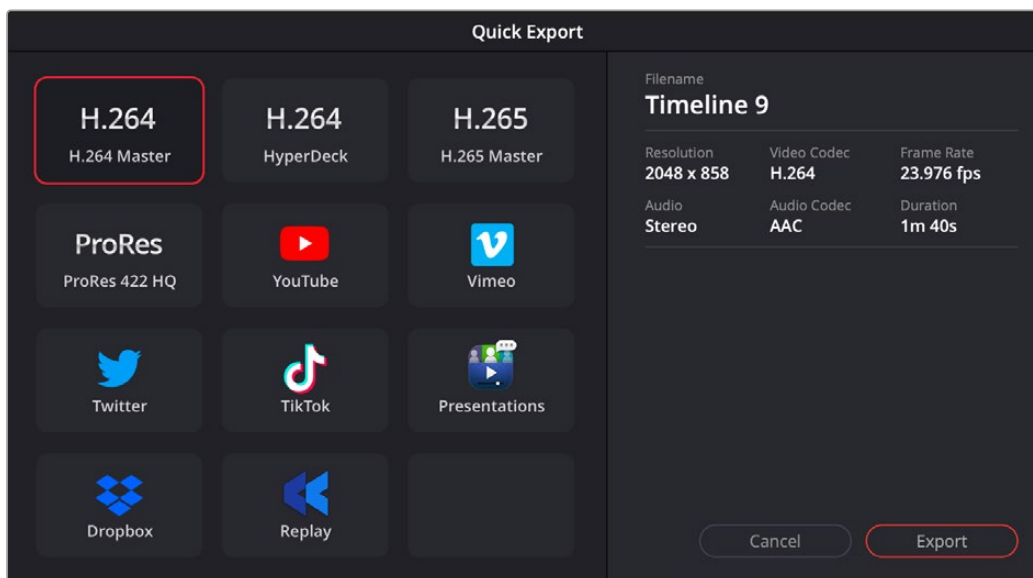 Quick Export
H.264
H.264 Master
H.264
HyperDeck
H.265
H.265 Master
ProRes
ProRes 422 HQ
YouTube
Vimeo
Twitter
TikTok
Presentations
Dropbox
Replay
Filename
Timeline 9
Resolution Video Codec Frame Rate
2048 x 858 H.264 23.976 fps
Audio Audio Codec Duration
Stereo AAC 1m 40s
Cancel Export